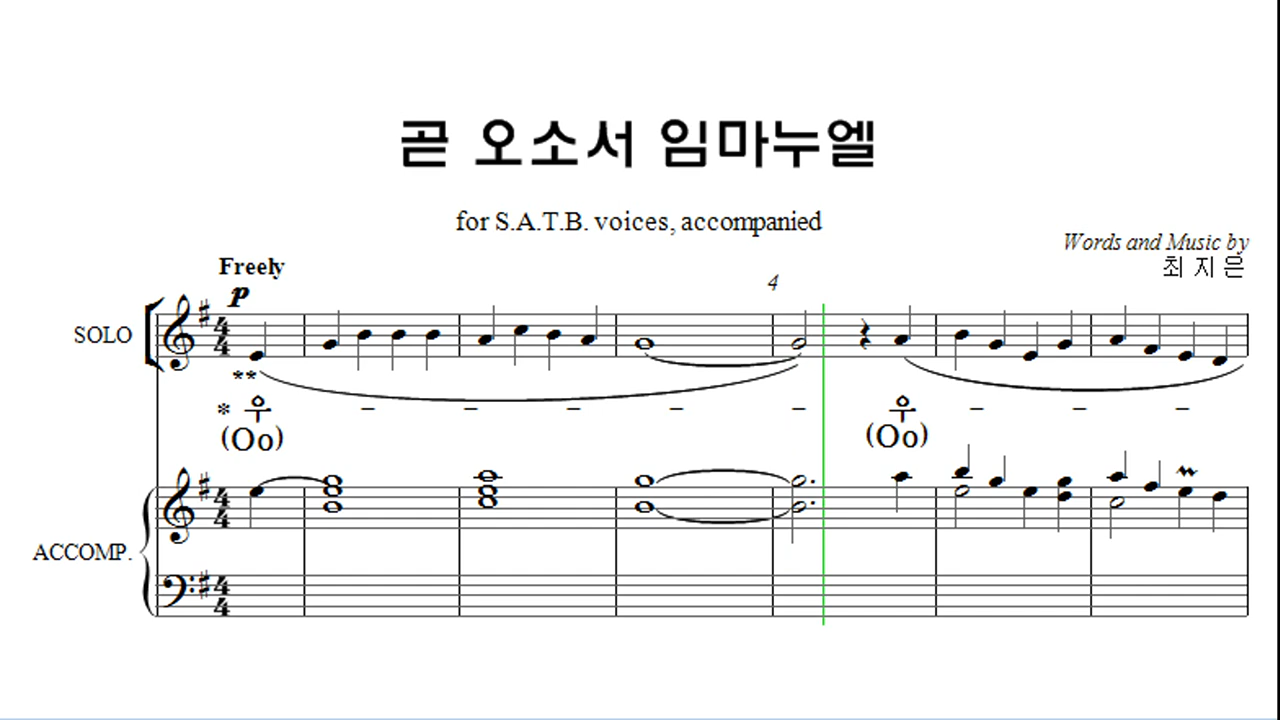 곧 오소서 임마누엘
for S.A.T.B. voices, accompanied
Words and Music by
최 지 은
Freely
p
4
SOLO
**
* 우 - - - - - 우 - - -
(Oo) (Oo)
ACCOMP.